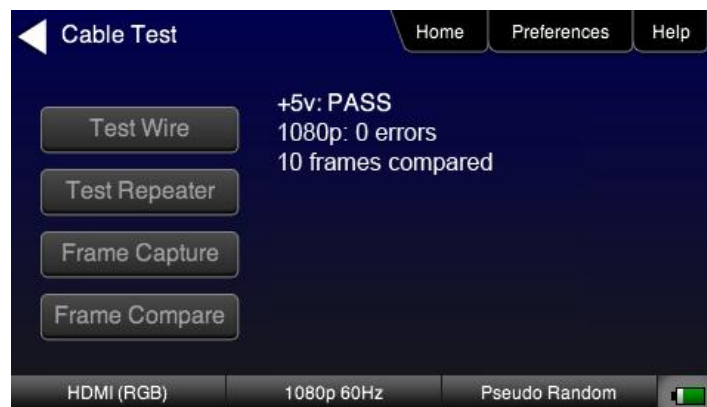 Cable Test
Home
Preferences
Help
+5v: PASS
1080p: 0 errors
10 frames compared
Test Wire
Test Repeater
Frame Capture
Frame Compare
HDMI (RGB)
1080p 60Hz
Pseudo Random